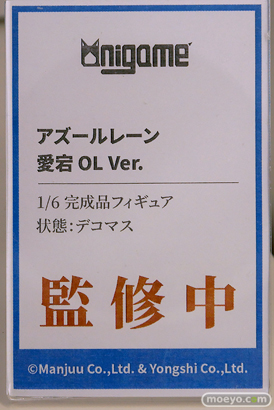 Onigame
アズールレーン
愛宕 OL Ver.
1/6 完成品フィギュア
状態：デコマス
監修中
©Manjuu Co.,Ltd. & Yongshi Co.,Ltd.
moeyo.com